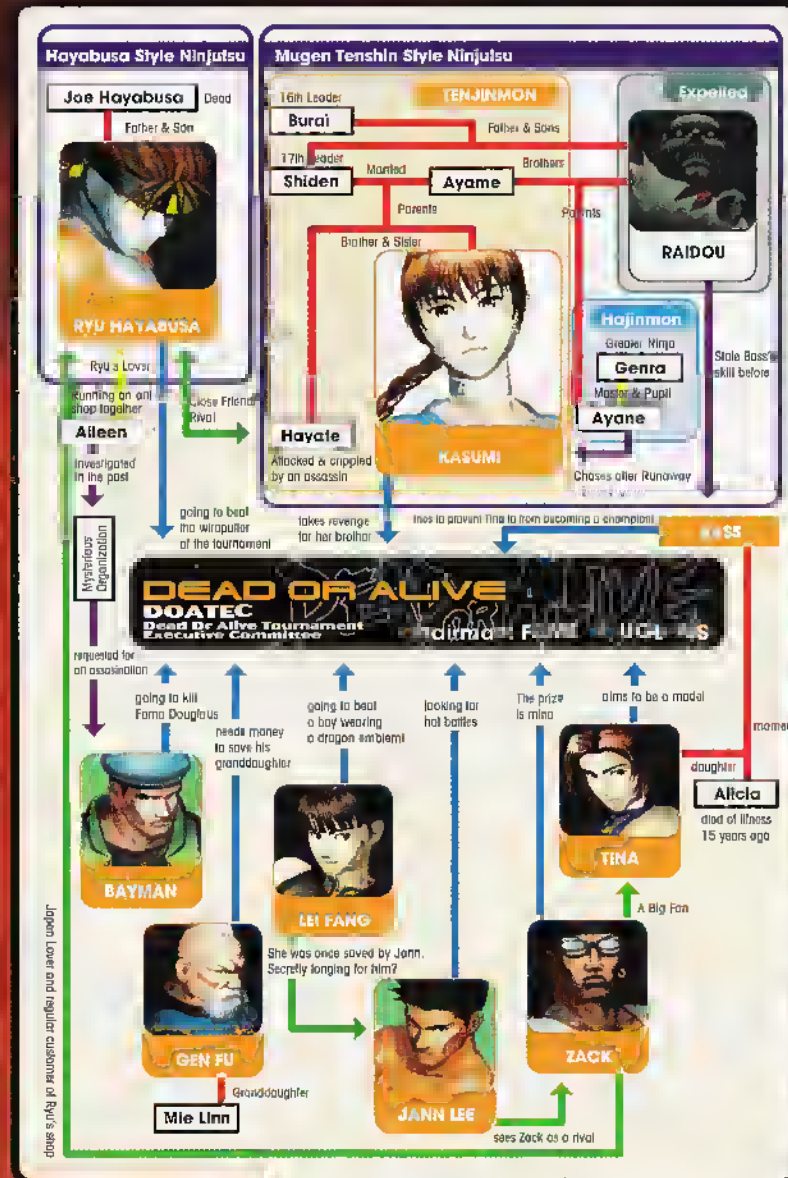 Hayabusa Style Ninjutsu
Joe Hayabusa
Dead
Father & Son
RYU HAYABUSA
Ryu's Lover
Running an
shop together
Aileen
Investigated
in the past
Mysterious
Organization
requested for
an assasination
Close Friend
Rival
Mugen Tenshin Style Ninjutsu
TENJINMON
16th Leader
Burai
Father & Sons
17th Leader
Shiden
Married
Ayame
Brothers
Parents
Parents
Brother & Sister
Hayate
Attacked & crippled
by an assassin
KASUMI
Expelled
RAIDOU
Hajinmon
Greater Ninja
Genra
Master & Pupil
Ayane
Chases after Runaway
Stole Bass'
skill before
going to beat
the wirepuller
of the tournament
takes revenge
for her brother
to prevent Tina to from becoming a champion!
DEAD OR ALIVE
DOATEC
Dead Or Alive Tournament
Executive Committee
going to kill
Fame Douglaus
needs money
to save his
granddaughter
going to beat
a boy wearing
a dragon emblem!
looking for
hot battles
The prize
is mine
aims to be a model
daughter
Alicia
died of illness
15 years ago
BAYMAN
LEI FANG
TINA
She was once saved by Jann.
Secretly longing for him?
A Big Fan
GEN FU
Granddaughter
Mie Linn
JANN LEE
ZACK
sees Zack as a rival
Japan Lover and regular customer of Ryu's shop